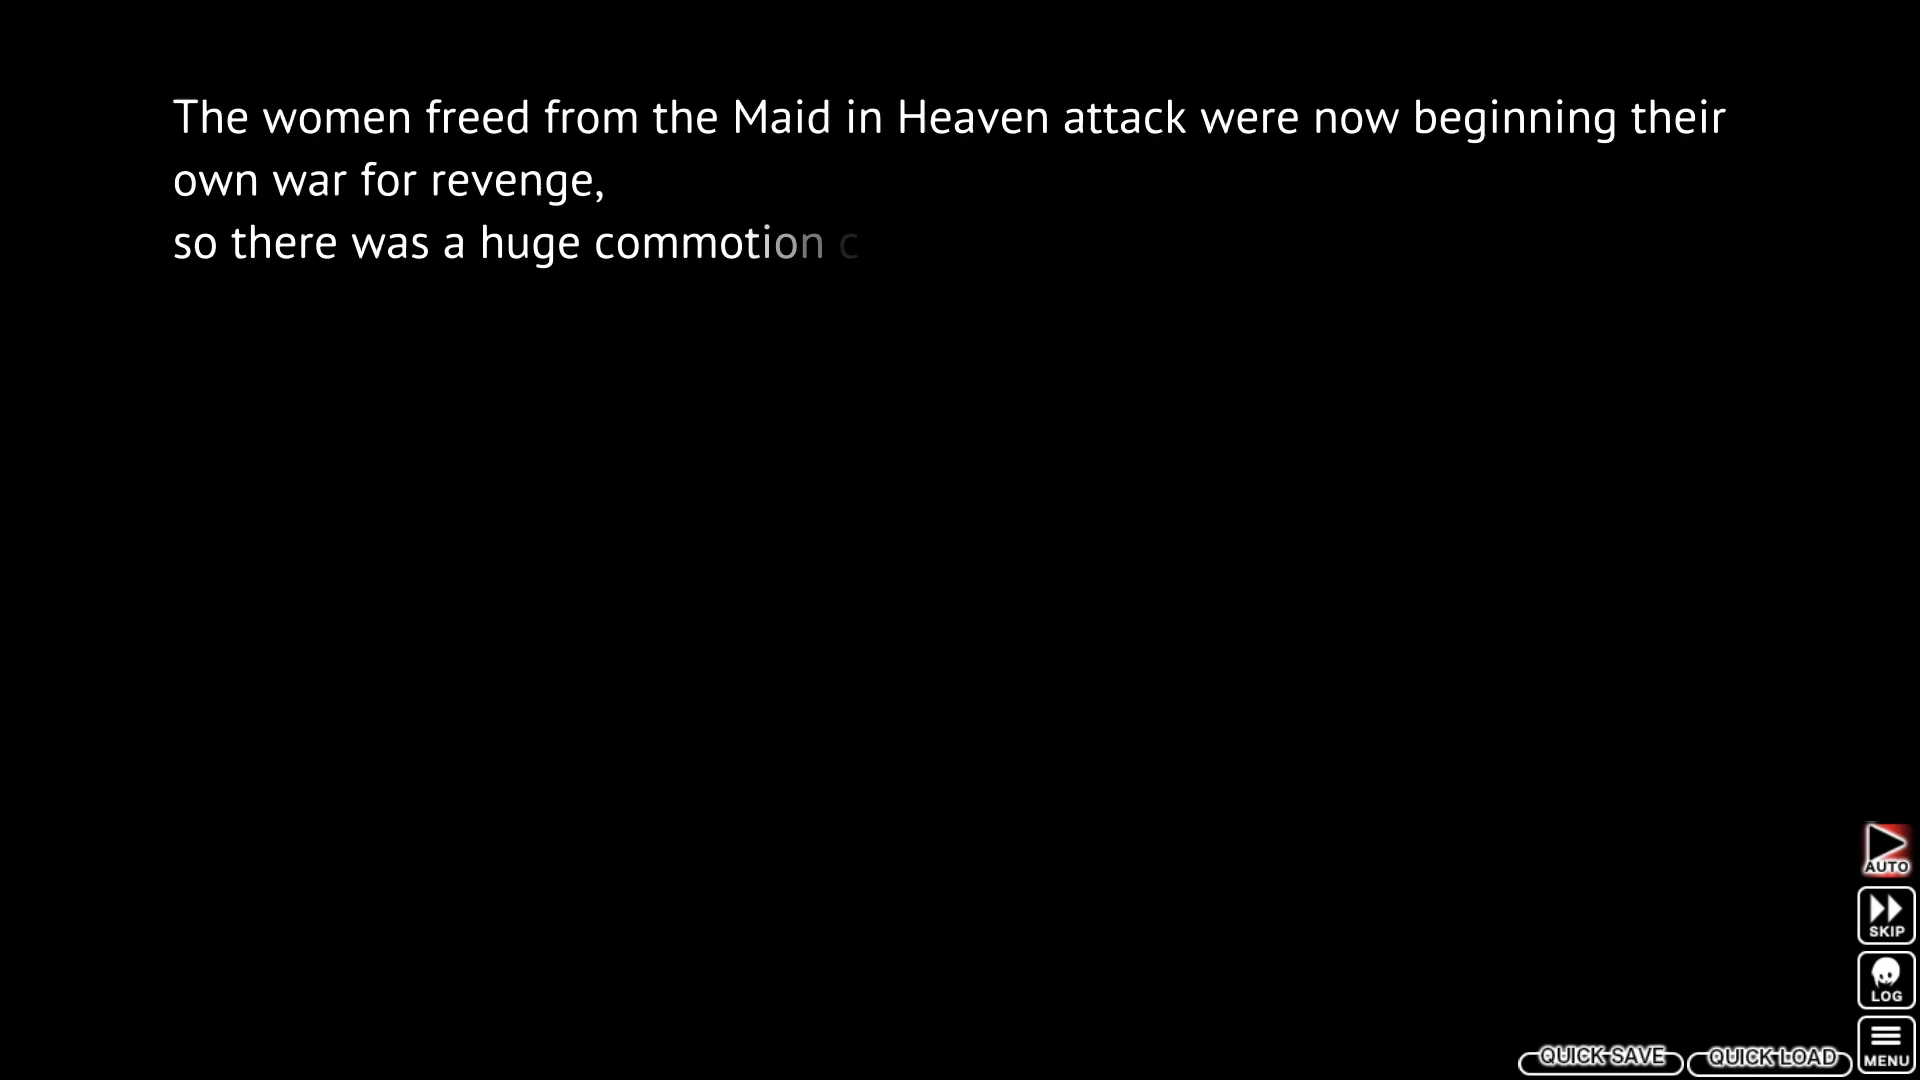 The women freed from the Maid in Heaven attack were now beginning their
own war for revenge,
so there was a huge commotion c
AUTO
SKIP
LOG
MENU
QUICK SAVE
QUICK LOAD